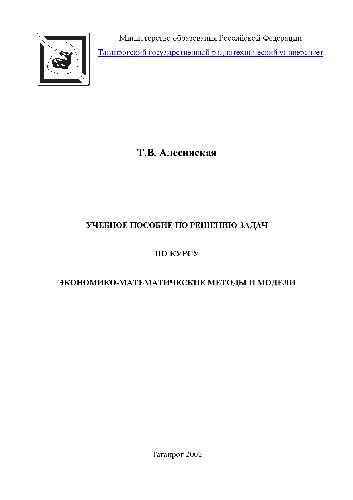 Министерство образования Российской Федерации
Таганрогский государственный радиотехнический университет
Т.В. Алесинская
УЧЕБНОЕ ПОСОБИЕ ПО РЕШЕНИЮ ЗАДАЧ
ПО КУРСУ
ЭКОНОМИКО-МАТЕМАТИЧЕСКИЕ МЕТОДЫ И МОДЕЛИ
Таганрог 2002